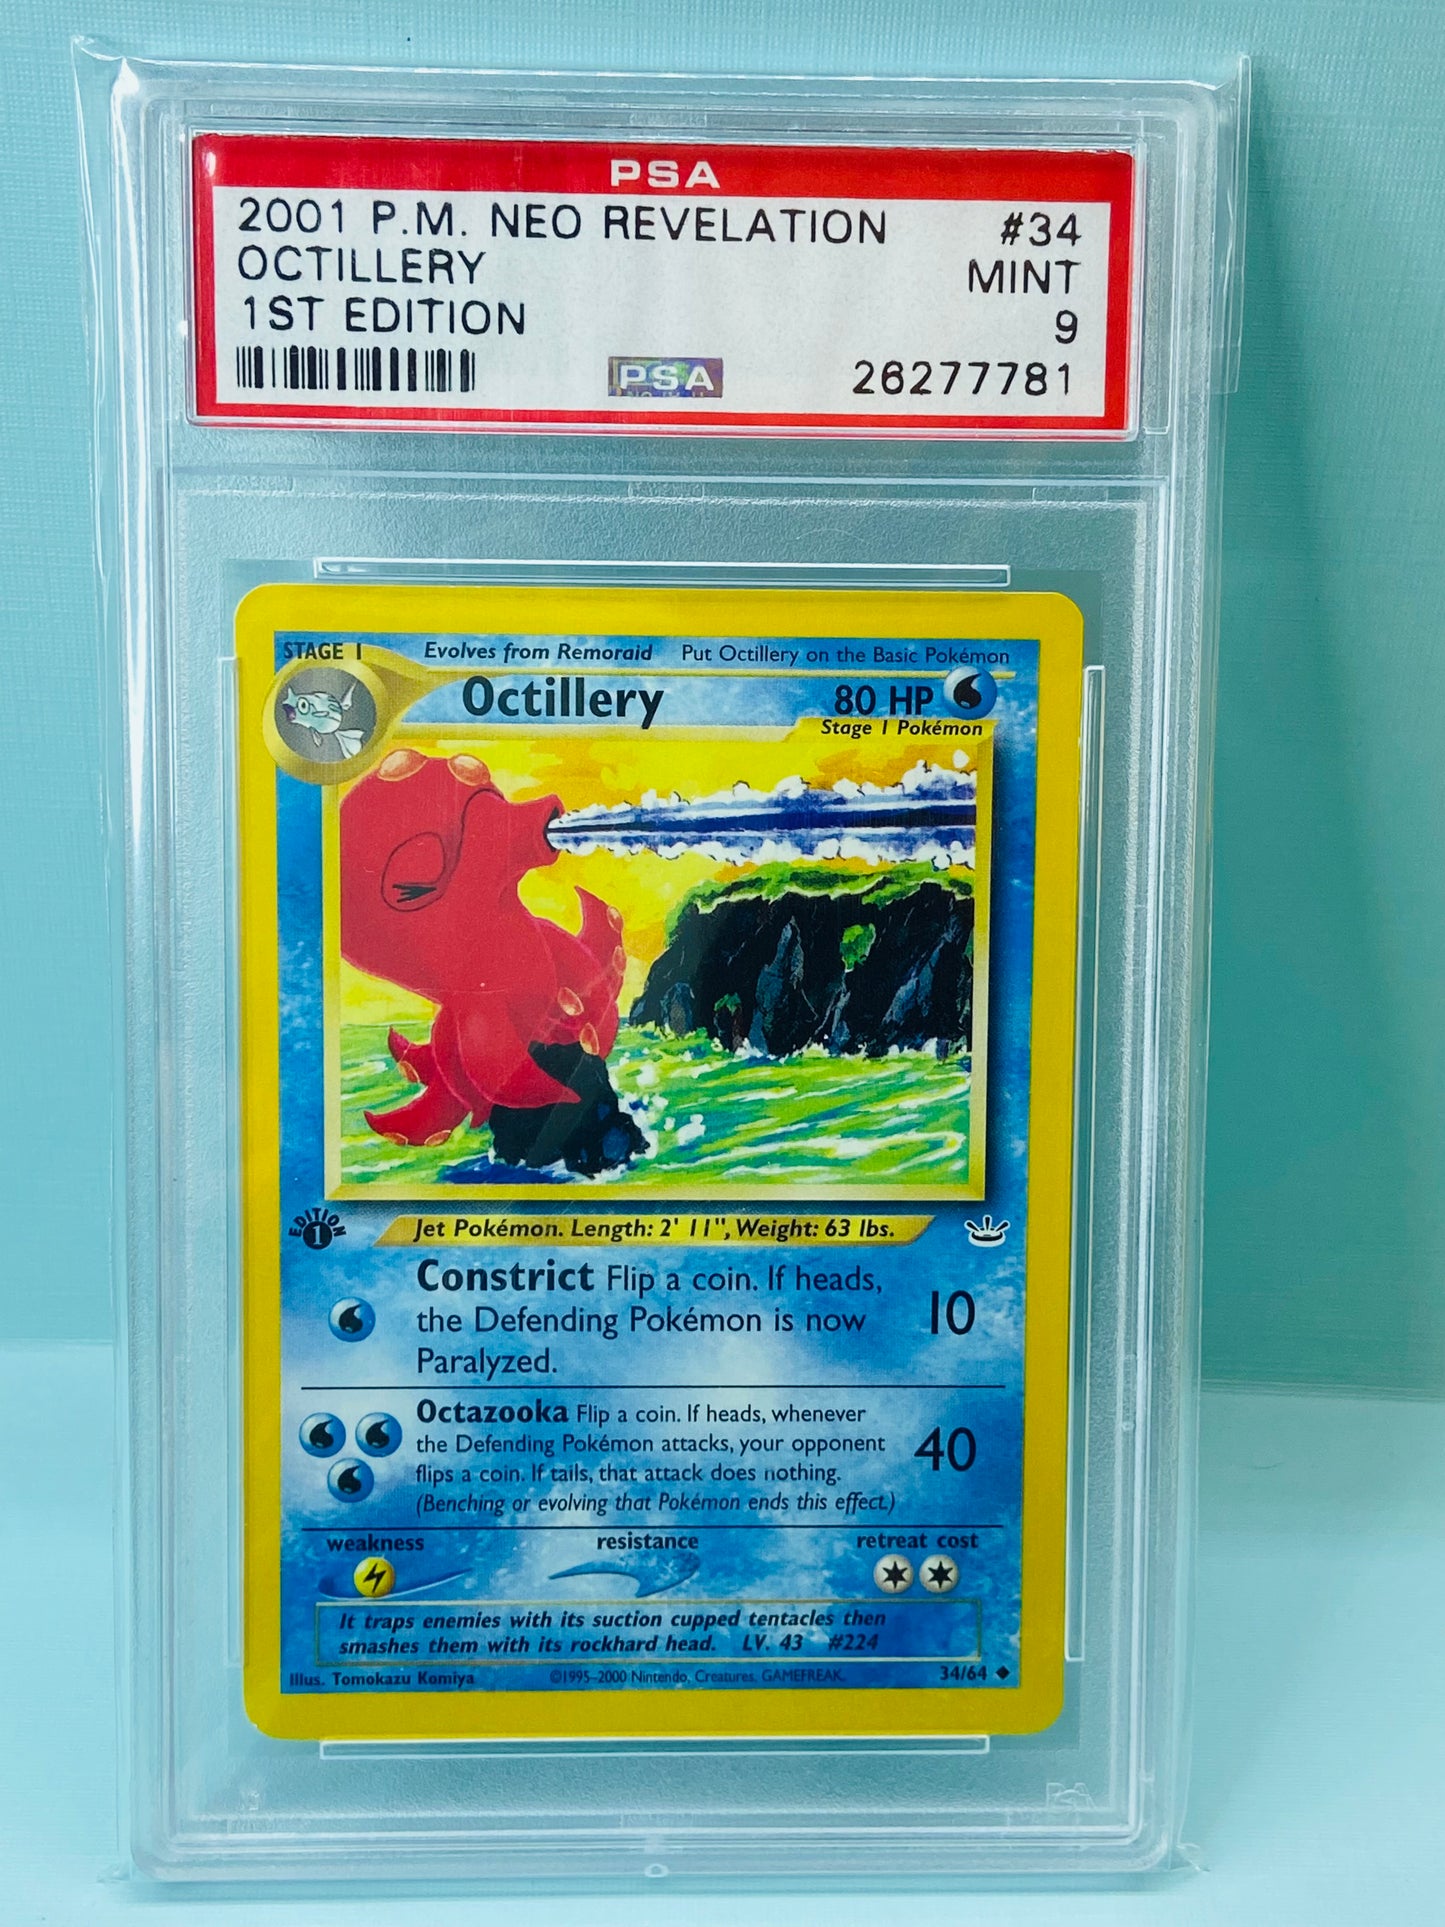 PSA
2001 P.M. NEO REVELATION #34
OCTILLERY MINT
1ST EDITION 9
PSA 26277781
STAGE 1 Evolves from Remoraid Put Octillery on the Basic Pokémon
Octillery 80 HP
Stage 1 Pokémon
EDITION 1
Jet Pokémon. Length: 2' 11", Weight: 63 lbs.
Constrict Flip a coin. If heads,
the Defending Pokémon is now 10
Paralyzed.
Octazooka Flip a coin. If heads, whenever
the Defending Pokémon attacks, your opponent 40
flips a coin. If tails, that attack does nothing.
(Benching or evolving that Pokémon ends this effect.)
weakness resistance retreat cost
It traps enemies with its suction cupped tentacles then
smashes them with its rockhard head. LV. 43 #224
Illus. Tomokazu Komiya ©1995–2000 Nintendo, Creatures, GAMEFREAK. 34/64
PSA